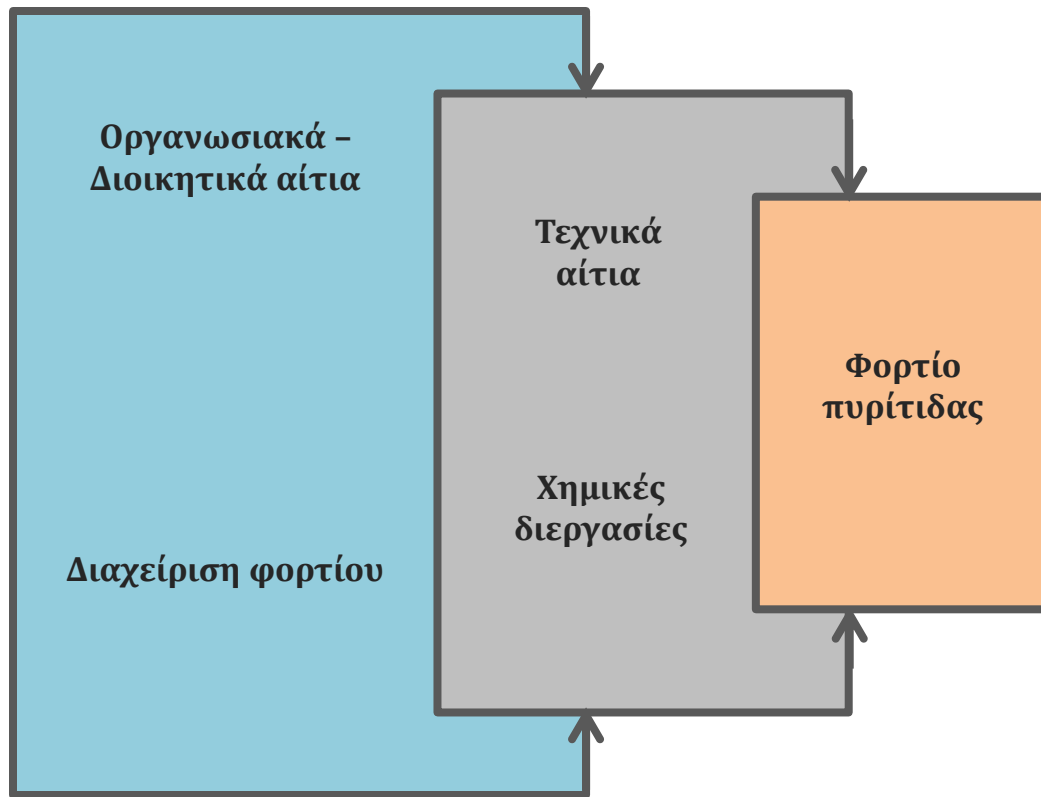 Οργανωσιακά –
Διοικητικά αίτια
Διαχείριση φορτίου
Τεχνικά
αίτια
Χημικές
διεργασίες
Φορτίο
πυρίτιδας